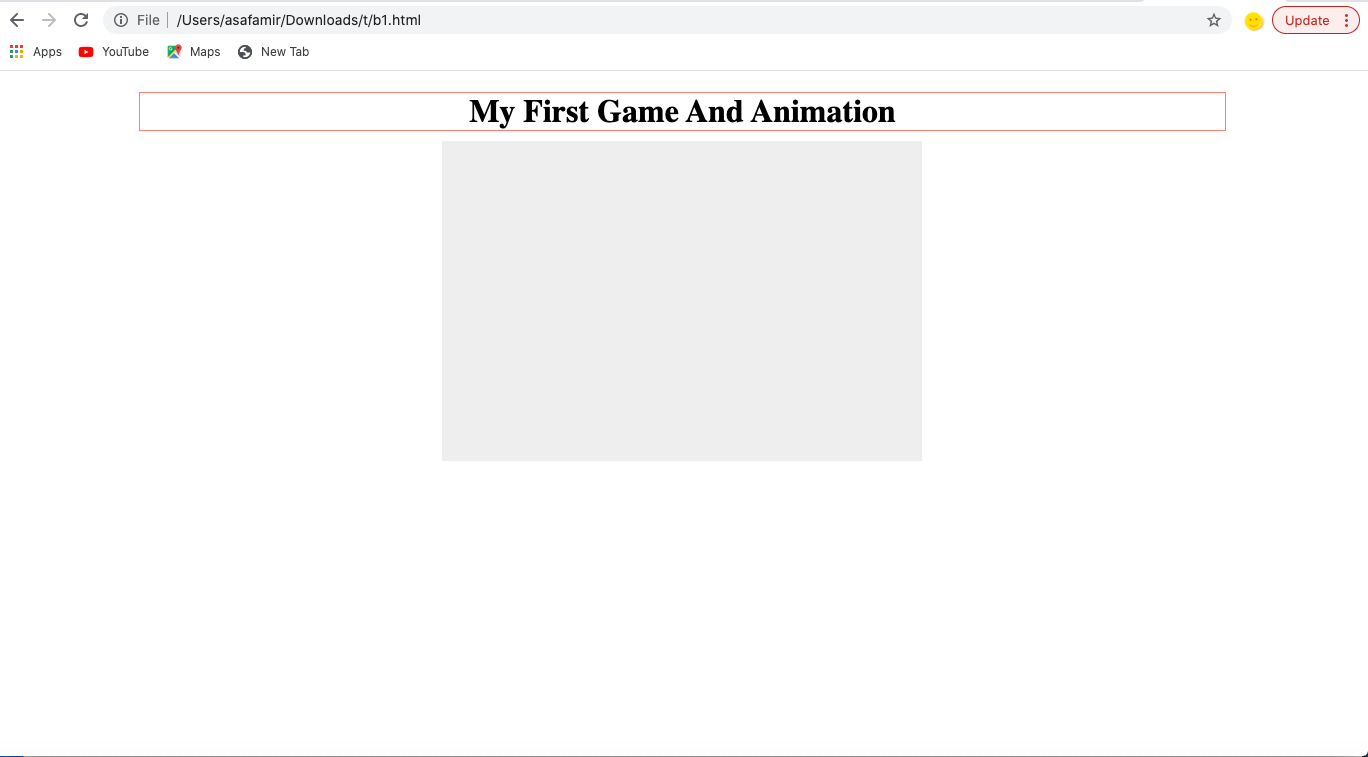 File /Users/asafamir/Downloads/t/b1.html Update
Apps YouTube Maps New Tab
My First Game And Animation